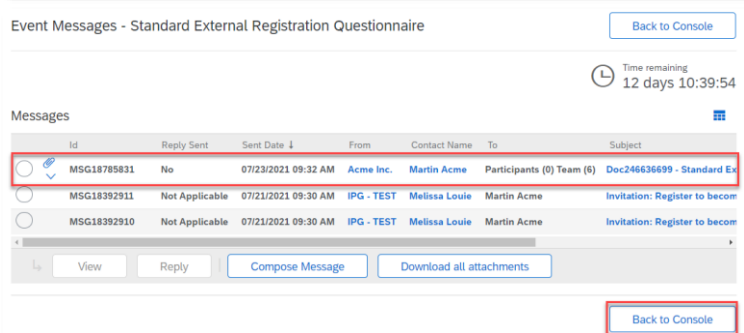 Event Messages - Standard External Registration Questionnaire
Back to Console
Time remaining
12 days 10:39:54
Messages
Id Reply Sent Sent Date ↓ From Contact Name To Subject
MSG18785831 No 07/23/2021 09:32 AM Acme Inc. Martin Acme Participants (0) Team (6) Doc246636699 - Standard Ex
MSG18392911 Not Applicable 07/21/2021 09:30 AM IPG - TEST Melissa Louie Martin Acme Invitation: Register to becom
MSG18392910 Not Applicable 07/21/2021 09:30 AM IPG - TEST Melissa Louie Martin Acme Invitation: Register to becom
View Reply Compose Message Download all attachments
Back to Console